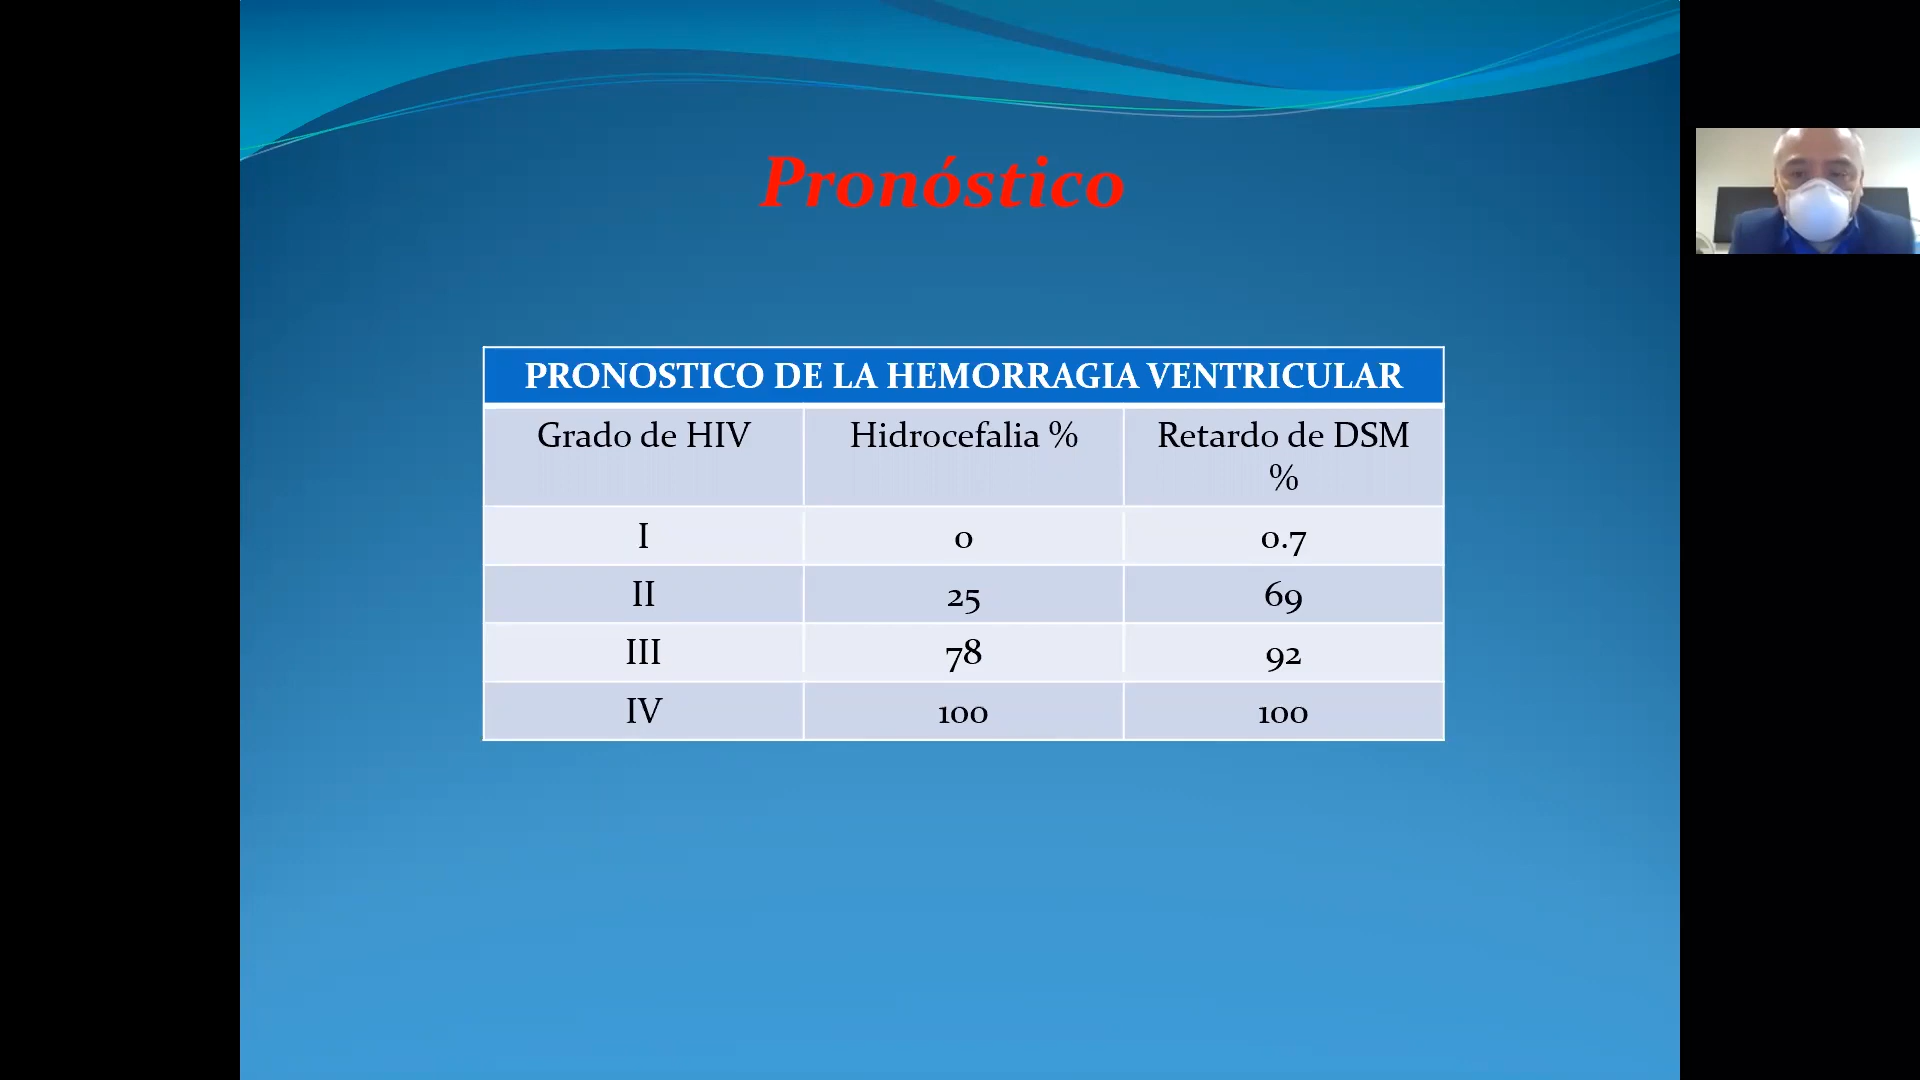 Pronóstico
PRONOSTICO DE LA HEMORRAGIA VENTRICULAR
Grado de HIV
Hidrocefalia %
Retardo de DSM
%
I
0
0.7
II
25
69
III
78
92
IV
100
100